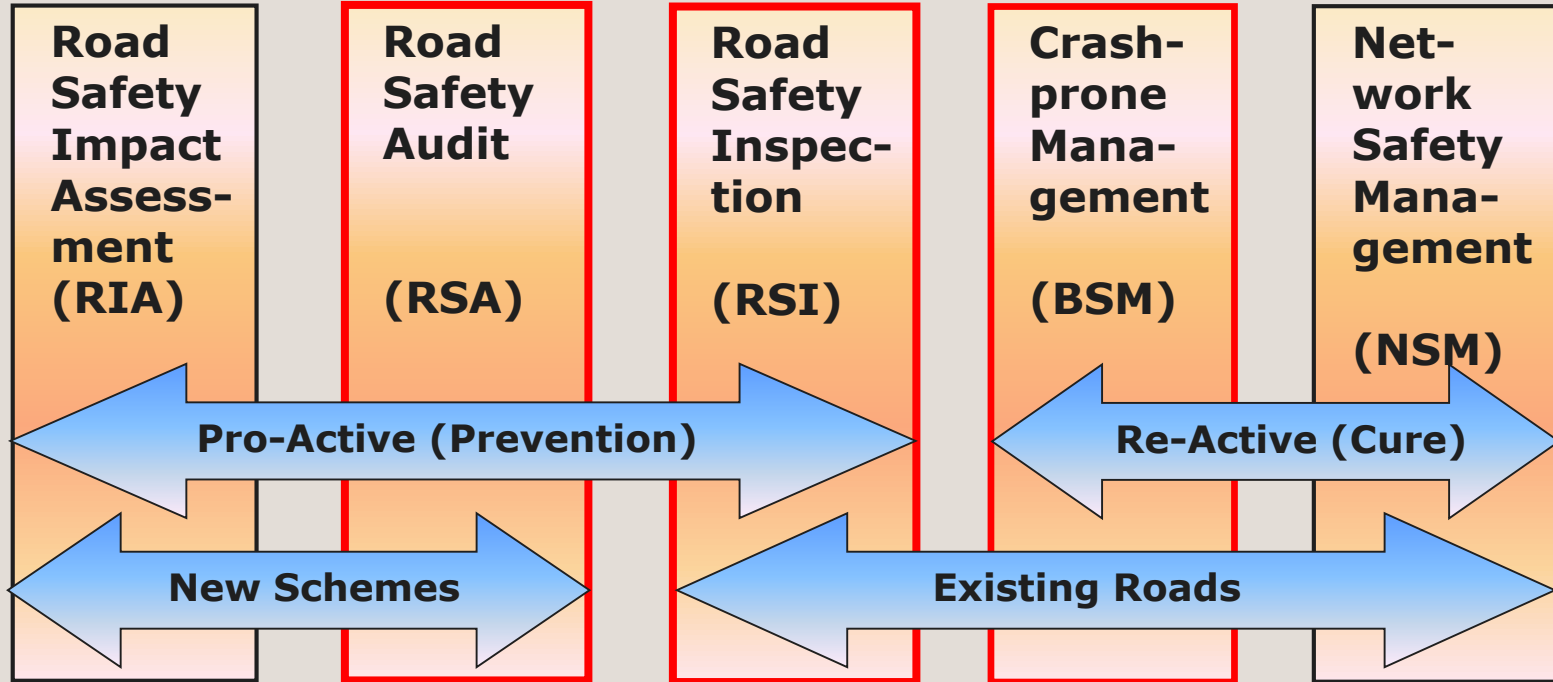 Road
Safety
Impact
Assess-
ment
(RIA)
Road
Safety
Audit
(RSA)
Road
Safety
Inspec-
tion
(RSI)
Crash-
prone
Mana-
gement
(BSM)
Net-
work
Safety
Mana-
gement
(NSM)
Pro-Active (Prevention)
Re-Active (Cure)
New Schemes
Existing Roads